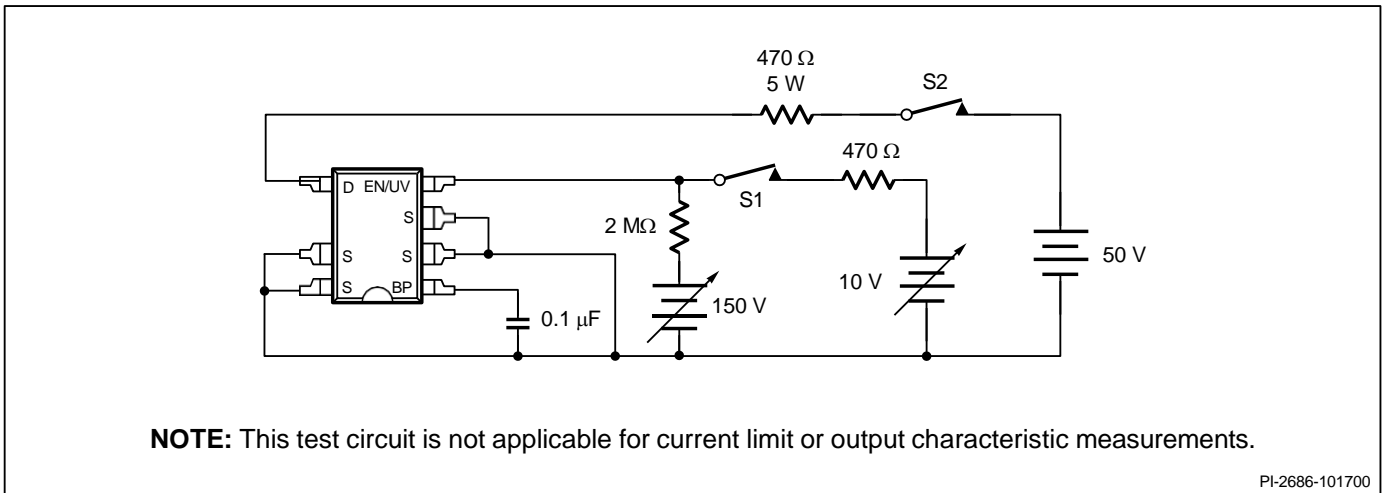 470 Ω
5 W
S2
470 Ω
D EN/UV
S1
S
2 MΩ
S S
50 V
10 V
S BP
150 V
0.1 μF
NOTE: This test circuit is not applicable for current limit or output characteristic measurements.
PI-2686-101700